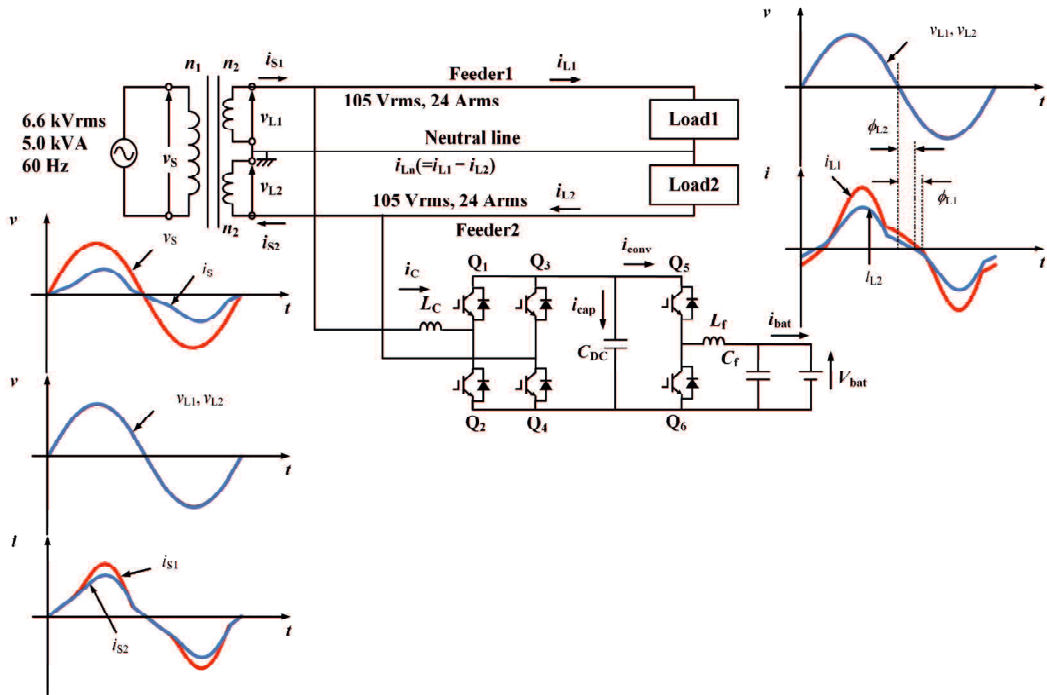 n1
n2
iS1
Feeder1
iL1
105 Vrms, 24 Arms
6.6 kVrms
5.0 kVA
60 Hz
vS
vL1
Neutral line
iLn(=iL1 − iL2)
Load1
vL2
Load2
105 Vrms, 24 Arms
iL2
n2
iS2
Feeder2
v
vL1, vL2
t
ϕL2
i
iL1
ϕL1
iL2
t
v
vS
iS
t
iC
Q1
Q3
iconv
Q5
LC
icap
CDC
Lf
ibat
Cf
Vbat
Q2
Q4
Q6
v
vL1, vL2
t
i
iS1
iS2
t